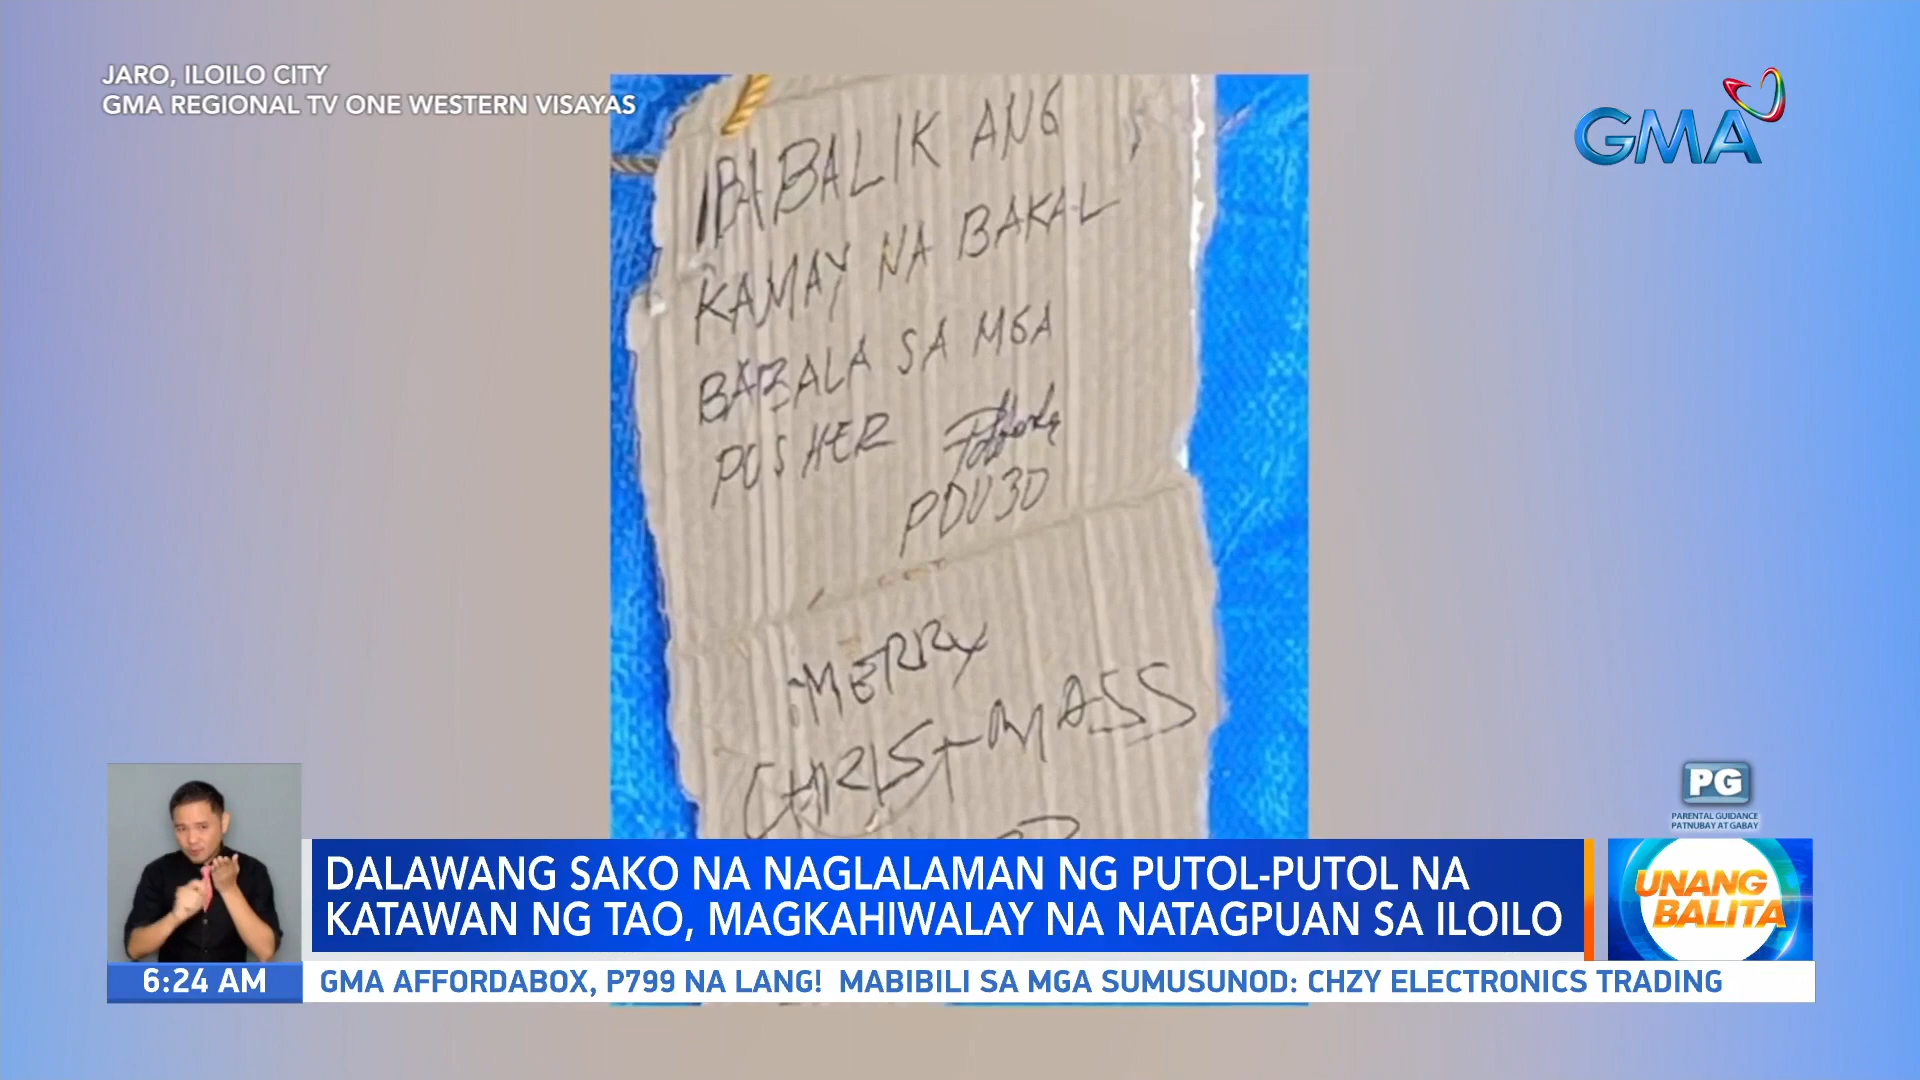 JARO, ILOILO CITY
GMA REGIONAL TV ONE WESTERN VISAYAS
GMA
IBABALIK ANG
KAMAY NA BAKAL
BABALA SA MGA
PUSHER
PDU30
MERRY
CHRISTMASS
PG
PARENTAL GUIDANCE
PATNUBAY AT GABAY
DALAWANG SAKO NA NAGLALAMAN NG PUTOL-PUTOL NA
KATAWAN NG TAO, MAGKAHIWALAY NA NATAGPUAN SA ILOILO
UNANG
BALITA
6:24 AM
GMA AFFORDABOX, P799 NA LANG! MABIBILI SA MGA SUMUSUNOD: CHZY ELECTRONICS TRADING